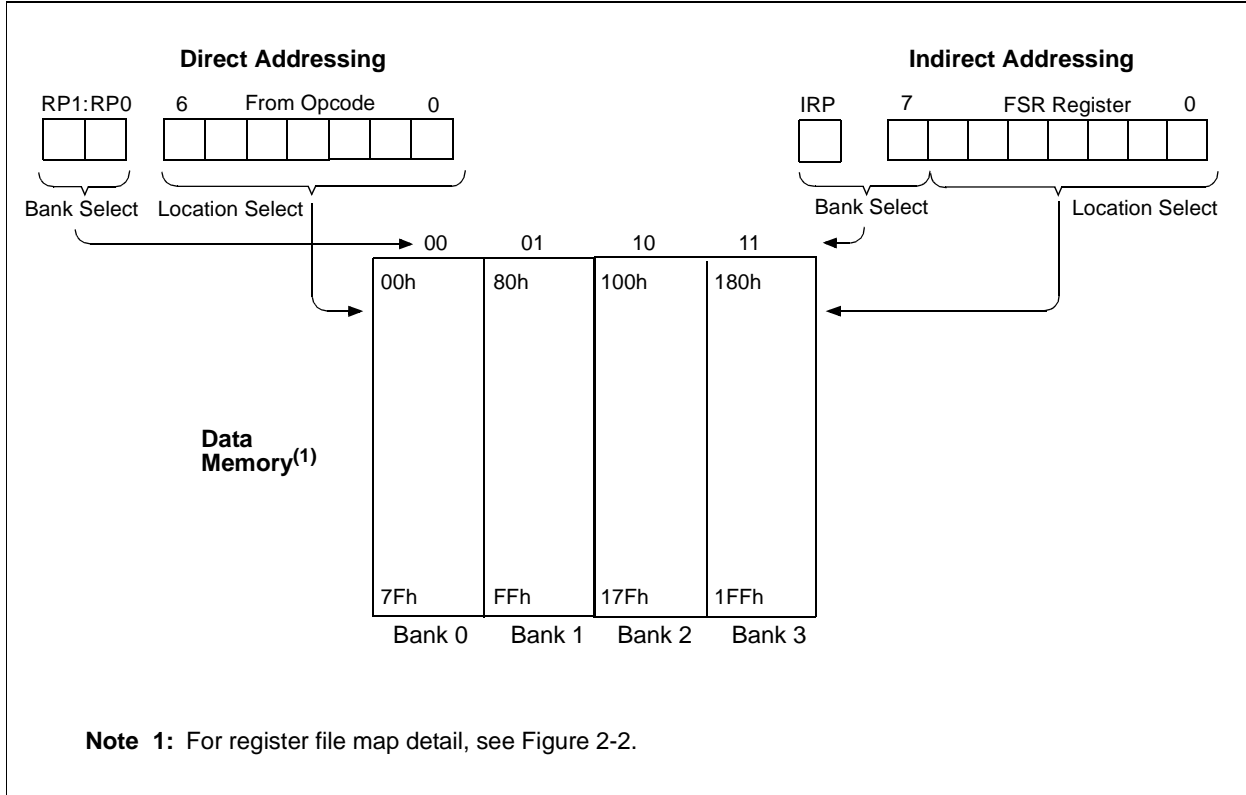 Direct Addressing
Indirect Addressing
RP1:RP0 6 From Opcode 0
IRP 7 FSR Register 0
Bank Select Location Select
Bank Select Location Select
00 01 10 11
00h 80h 100h 180h
Data
Memory(1)
7Fh FFh 17Fh 1FFh
Bank 0 Bank 1 Bank 2 Bank 3
Note 1: For register file map detail, see Figure 2-2.